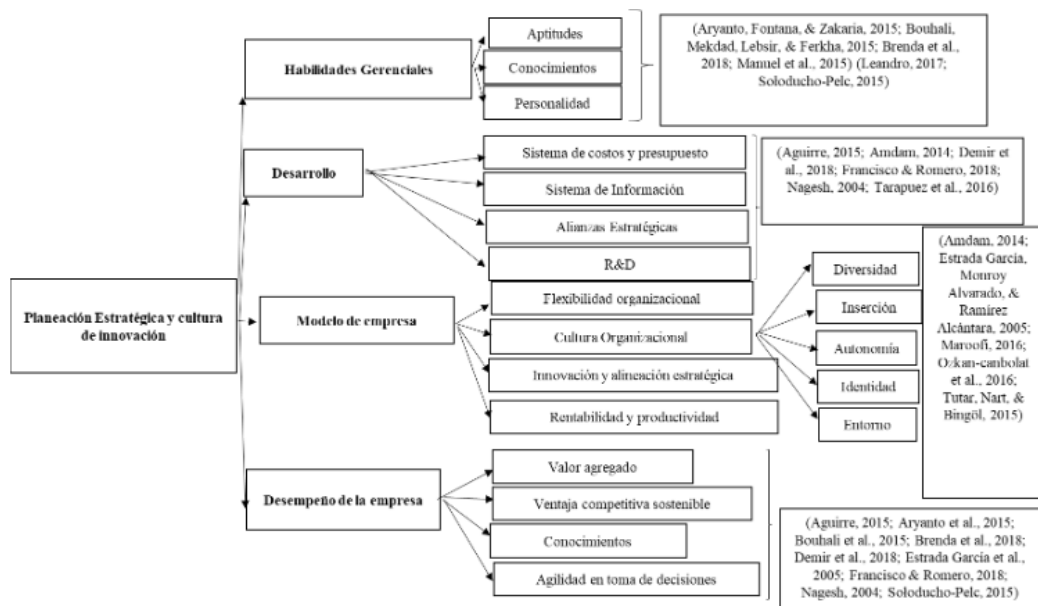 Planeación Estratégica y cultura
de innovación
Habilidades Gerenciales
Aptitudes
Conocimientos
Personalidad
(Aryanto, Fontana, & Zakaria, 2015; Bouhali,
Mekdad, Lebsir, & Ferkha, 2015; Brenda et al.,
2018; Manuel et al., 2015) (Leandro, 2017;
Sołoducho-Pelc, 2015)
Desarrollo
Sistema de costos y presupuesto
Sistema de Información
Alianzas Estratégicas
R&D
(Aguirre, 2015; Amdam, 2014; Demir
et al., 2018; Francisco & Romero, 2018;
Nagesh, 2004; Tarapuez et al., 2016)
Modelo de empresa
Flexibilidad organizacional
Cultura Organizacional
Innovación y alineación estratégica
Rentabilidad y productividad
Diversidad
Inserción
Autonomía
Identidad
Entorno
(Amdam, 2014;
Estrada García,
Monroy
Alvarado, &
Ramírez
Alcántara, 2005;
Maroofi, 2016;
Ozkan-canbolat
et al., 2016;
Tutar, Nart, &
Bingöl, 2015)
Desempeño de la empresa
Valor agregado
Ventaja competitiva sostenible
Conocimientos
Agilidad en toma de decisiones
(Aguirre, 2015; Aryanto et al., 2015;
Bouhali et al., 2015; Brenda et al., 2018;
Demir et al., 2018; Estrada García et al.,
2005; Francisco & Romero, 2018;
Nagesh, 2004; Sołoducho-Pelc, 2015)